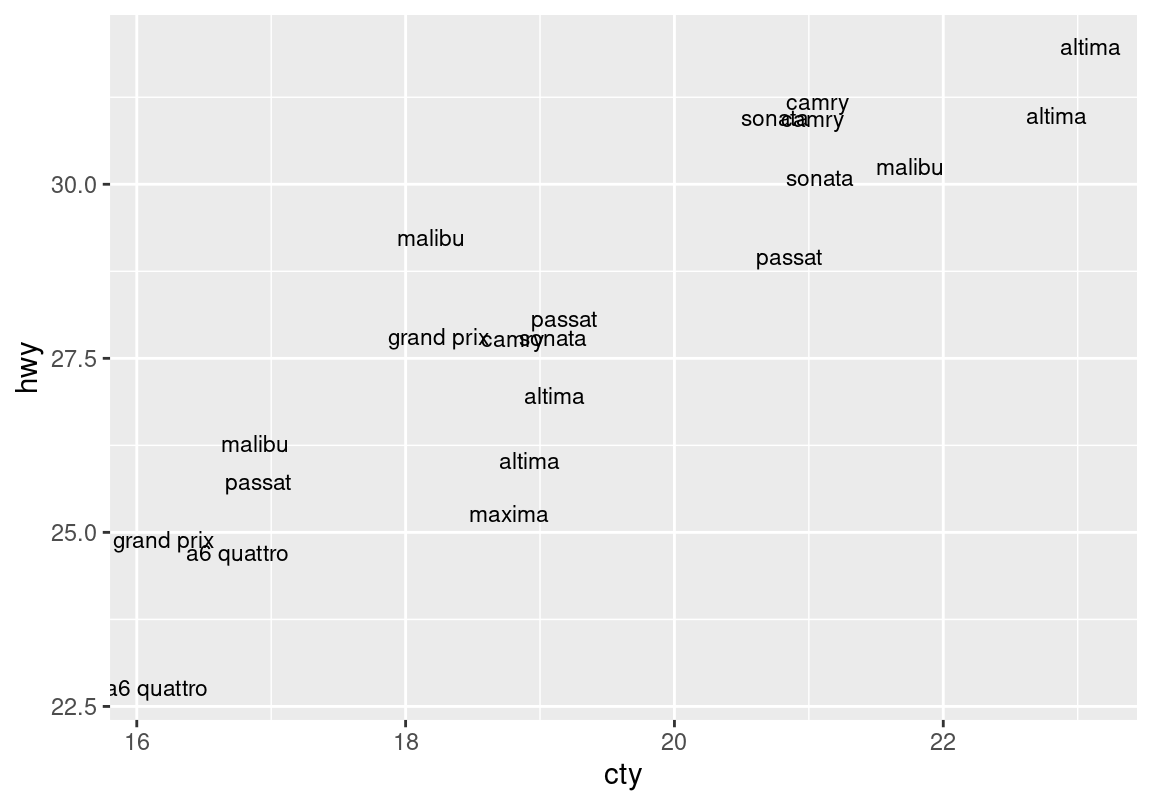 altima
camry
sonata
camry
altima
malibu
sonata
malibu
passat
passat
grand prix
camry
sonata
altima
malibu
altima
passat
maxima
grand prix
a6 quattro
a6 quattro
30.0
27.5
25.0
22.5
hwy
16
18
20
22
cty